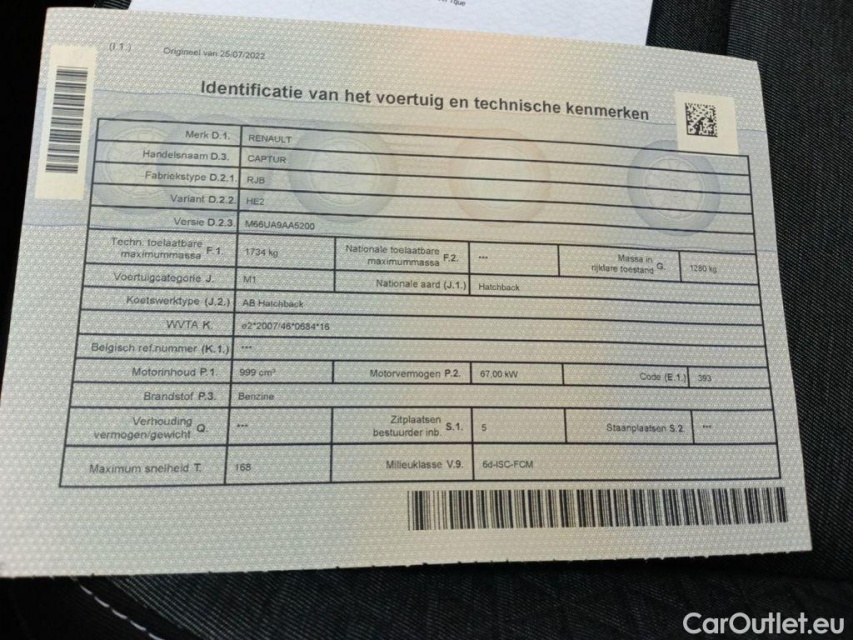 (I.1.)
Origineel van 25/07/2022
Identificatie van het voertuig en technische kenmerken
Merk D.1. RENAULT
Handelsnaam D.3. CAPTUR
Fabriekstype D.2.1. RJB
Variant D.2.2. HE2
Versie D.2.3. M66UA9AA5200
Techn. toelaatbare maximummassa F.1. 1734 kg Nationale toelaatbare maximummassa F.2. --- Massa in rijklare toestand G. 1280 kg
Voertuigcategorie J. M1 Nationale aard (J.1.) Hatchback
Koetswerktype (J.2.) AB Hatchback
WVTA K. e2*2007/46*0684*16
Belgisch ref.nummer (K.1.) ---
Motorinhoud P.1. 999 cm³ Motorvermogen P.2. 67,00 kW Code (E.1.) 393
Brandstof P.3. Benzine
Verhouding vermogen/gewicht Q. --- Zitplaatsen bestuurder inb. S.1. 5 Staanplaatsen S.2. ---
Maximum snelheid T. 168 Milieuklasse V.9. 6d-ISC-FCM
CarOutlet.eu